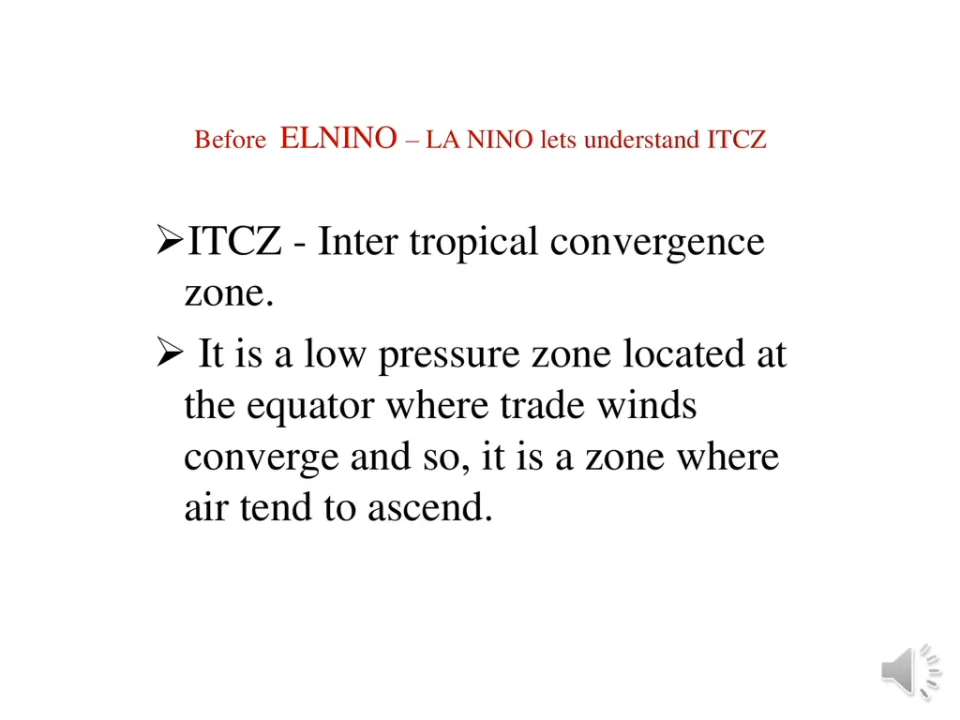 Before ELNINO – LA NINO lets understand ITCZ
➢ITCZ - Inter tropical convergence
zone.
➢ It is a low pressure zone located at
the equator where trade winds
converge and so, it is a zone where
air tend to ascend.